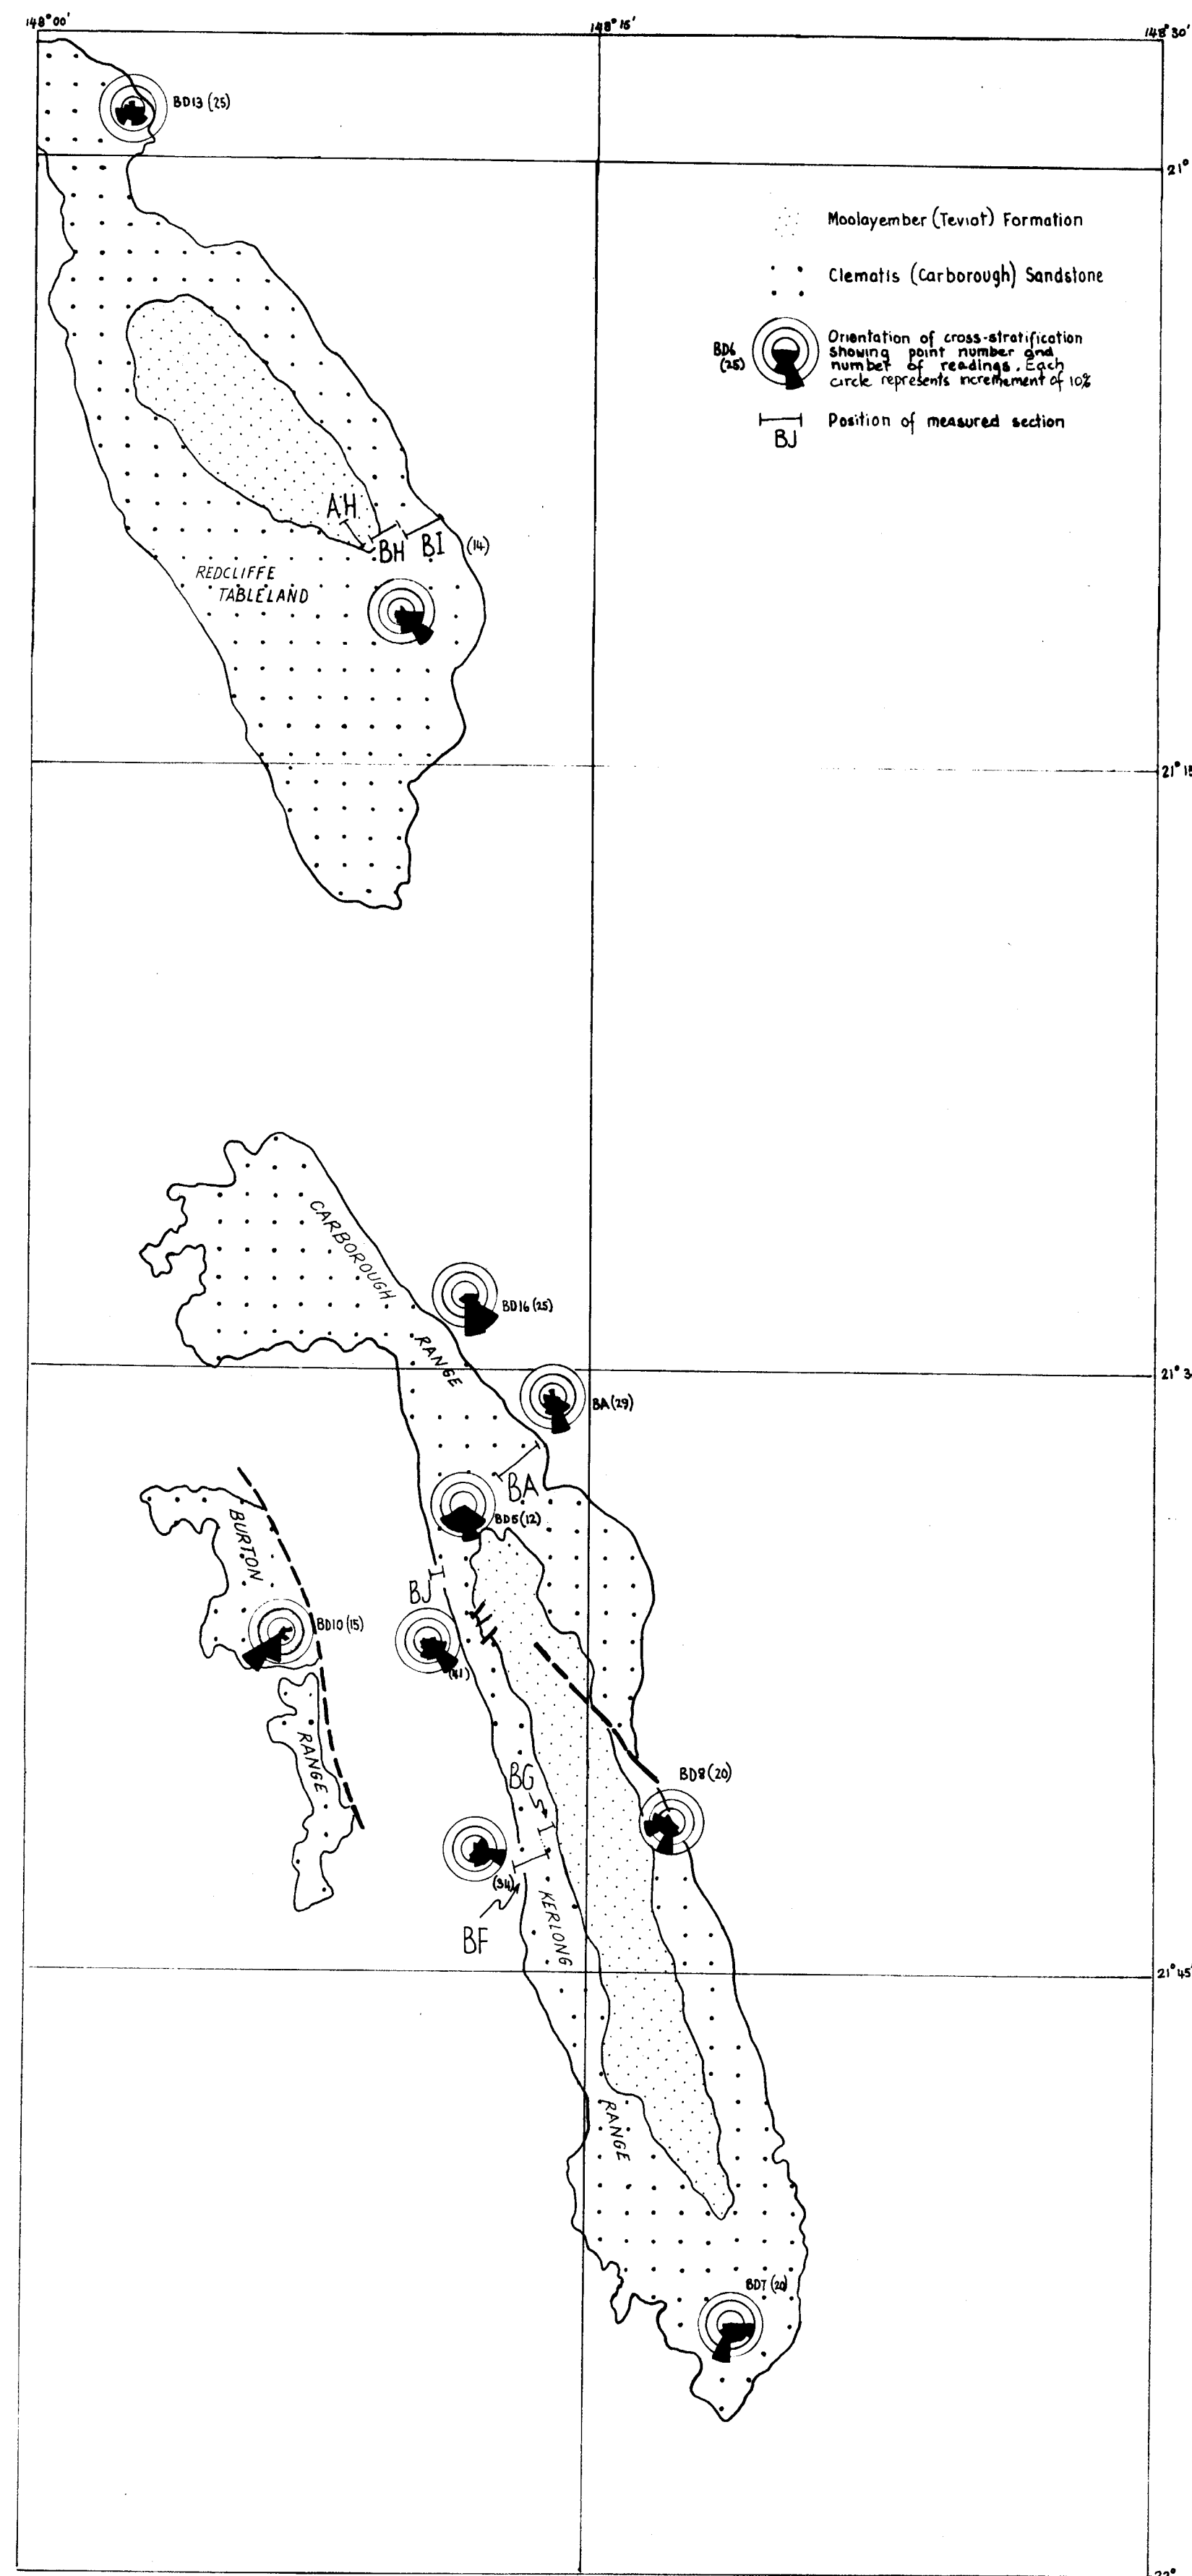 148° 00'
148° 15'
148° 30'
BD13 (25)
21°
Moolayember (Teviot) Formation
Clematis (Carborough) Sandstone
BD6
(25)
Orientation of cross-stratification
showing point number and
number of readings. Each
circle represents incremement of 10%
BJ
Position of measured section
AH
BH
BI
(14)
REDCLIFFE
TABLELAND
21° 15
CARBOROUGH
RANGE
BD16 (25)
21° 3
BA (29)
BA
BD5 (12)
BURTON
RANGE
BJ
BD10 (15)
BG
BD8 (20)
(34)
BF
KERLONG
RANGE
21° 45'
BD7 (20)
22°